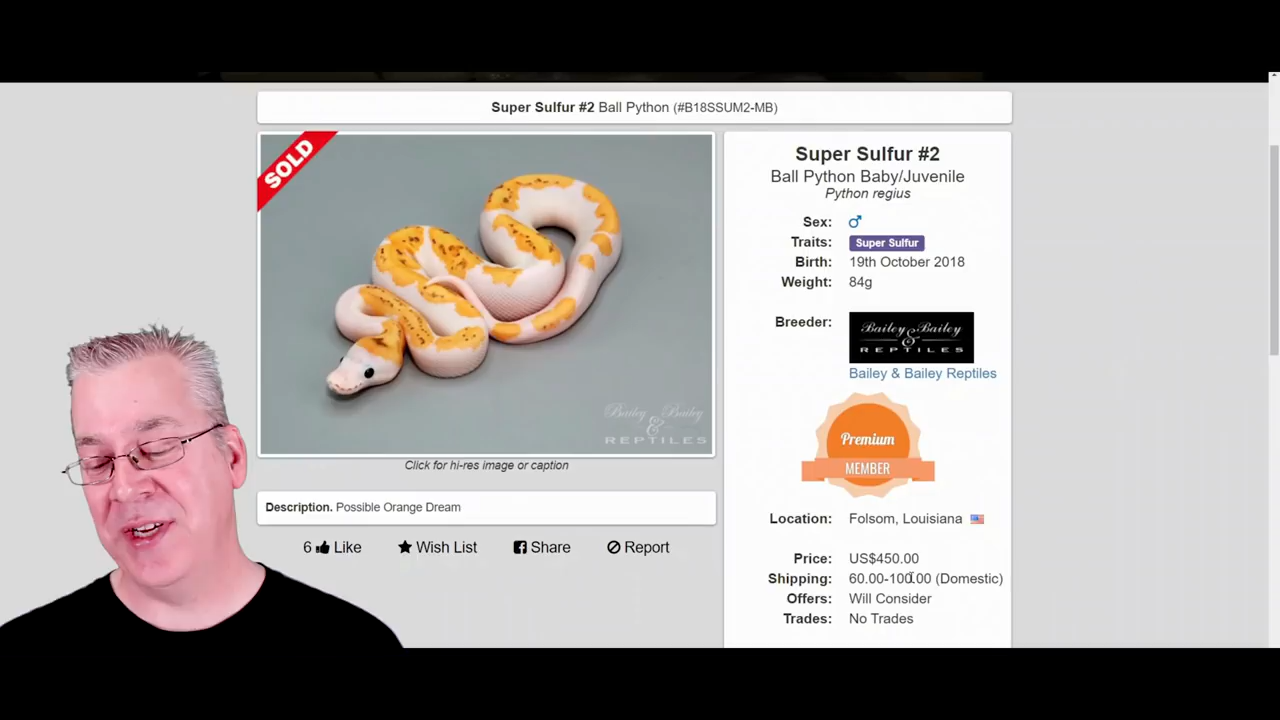 Super Sulfur #2 Ball Python (#B18SSUM2-MB)
SOLD
Bailey & Bailey
REPTILES
Click for hi-res image or caption
Description. Possible Orange Dream
6 Like Wish List Share Report
Super Sulfur #2
Ball Python Baby/Juvenile
Python regius
Sex: ♂
Traits: Super Sulfur
Birth: 19th October 2018
Weight: 84g
Breeder:
Bailey & Bailey
REPTILES
Bailey & Bailey Reptiles
Premium
MEMBER
Location: Folsom, Louisiana
Price: US$450.00
Shipping: 60.00-100.00 (Domestic)
Offers: Will Consider
Trades: No Trades